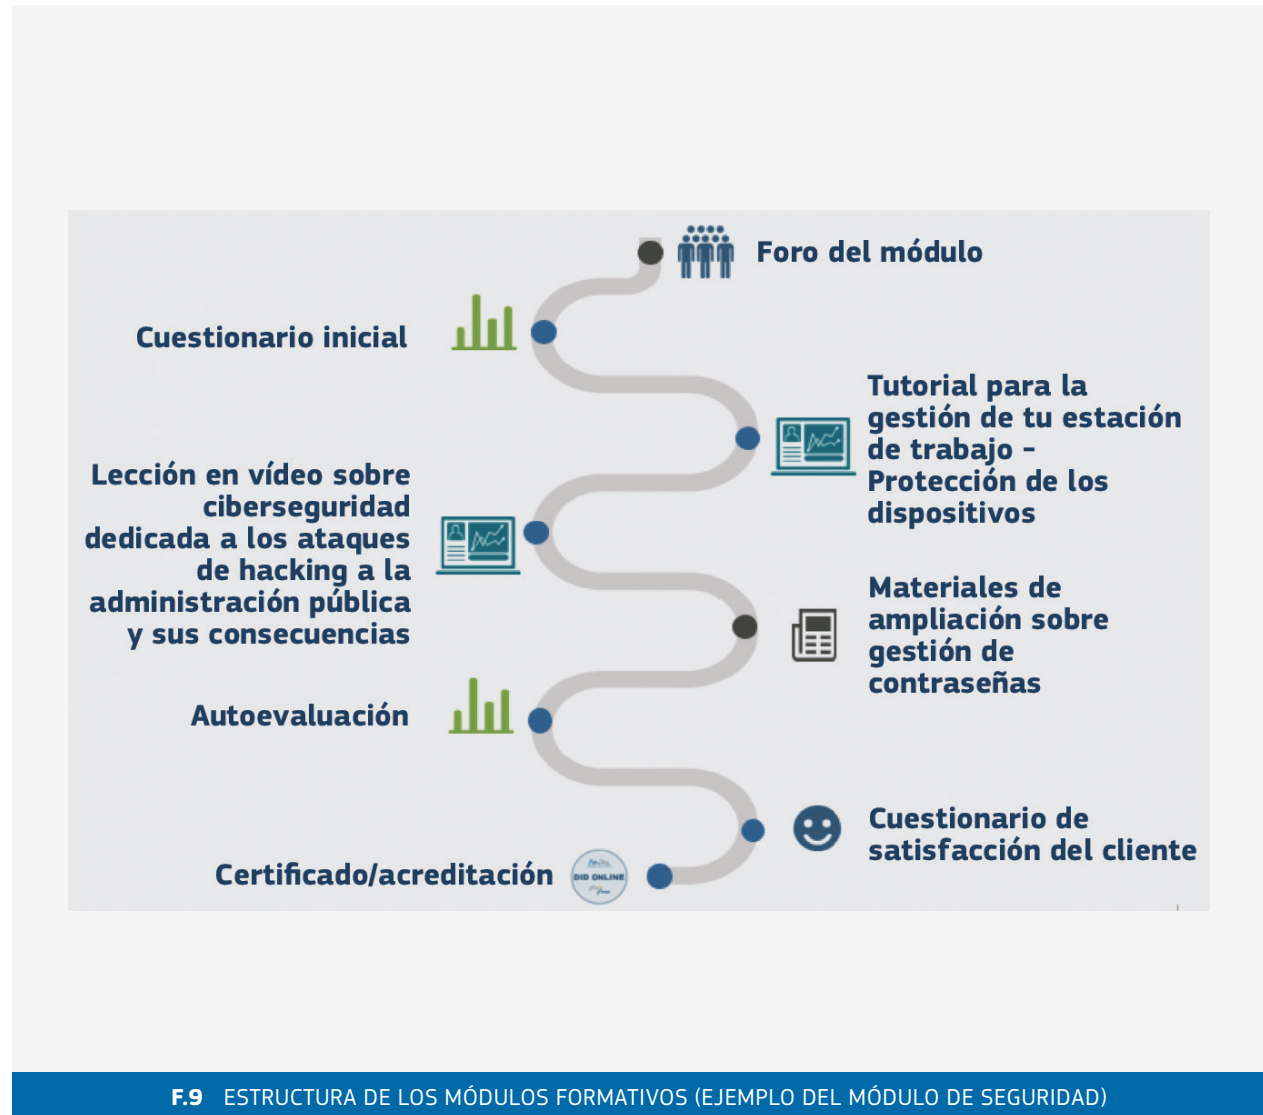 Foro del módulo
Cuestionario inicial
Tutorial para la
gestión de tu estación
de trabajo –
Protección de los
dispositivos
Lección en vídeo sobre
ciberseguridad
dedicada a los ataques
de hacking a la
administración pública
y sus consecuencias
Materiales de
ampliación sobre
gestión de
contraseñas
Autoevaluación
Cuestionario de
satisfacción del cliente
Certificado/acreditación
DID ONLINE
F.9 ESTRUCTURA DE LOS MÓDULOS FORMATIVOS (EJEMPLO DEL MÓDULO DE SEGURIDAD)